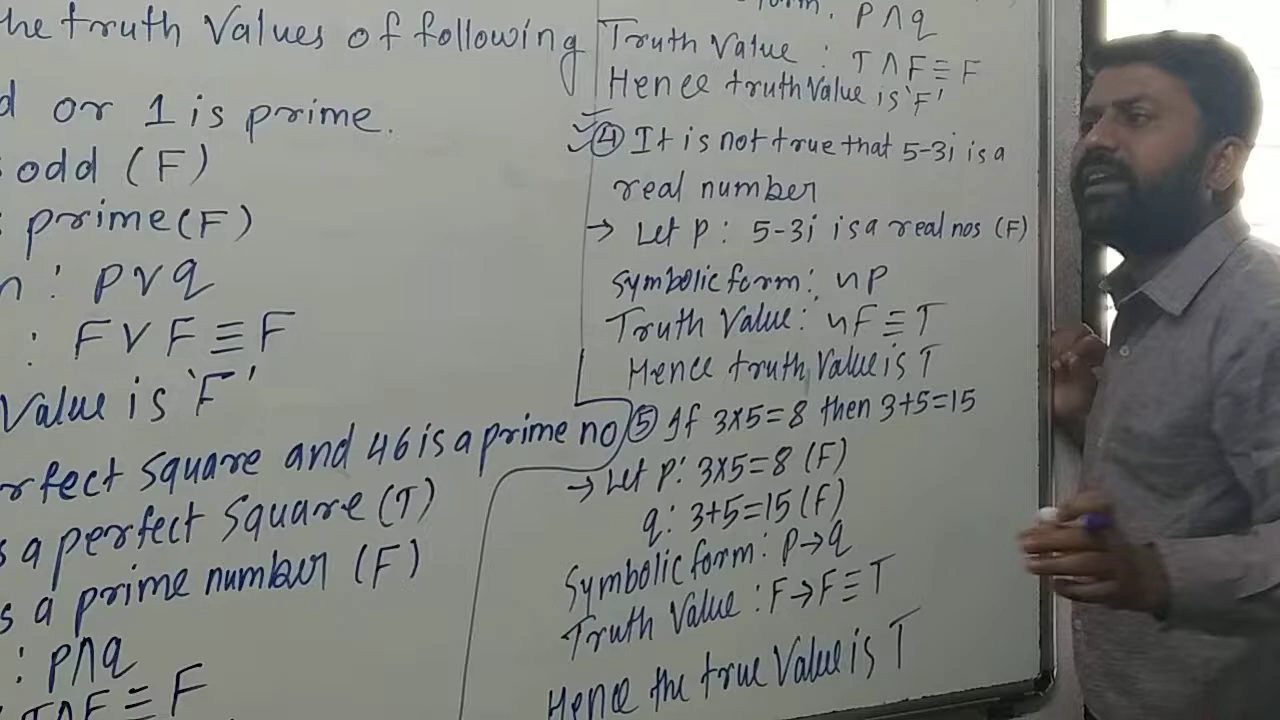 he truth Values of following
d or 1 is prime.
odd (F)
: prime (F)
n : p ∨ q
: F ∨ F ≡ F
Value is 'F'
rfect square and 46 is a prime no
s a perfect Square (T)
s a prime number (F)
: p ∧ q
T ∧ F ≡ F
form. p ∧ q
Truth Value : T ∧ F ≡ F
Hence truth Value is 'F'
④ It is not true that 5-3i is a
real number
→ Let p : 5-3i is a real nos (F)
Symbolic form : ~p
Truth Value : ~F ≡ T
Hence truth Value is T
⑤ If 3×5=8 then 3+5=15
→ Let p : 3×5=8 (F)
q : 3+5=15 (F)
Symbolic form : p → q
Truth Value : F → F ≡ T
Hence the true Value is T